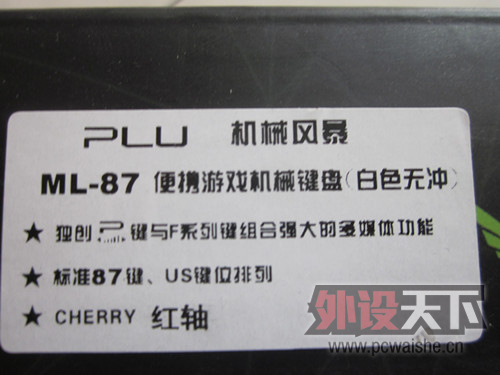 PLU 机械风暴
ML-87 便携游戏机械键盘(白色无冲)
★ 独创 键与F系列键组合强大的多媒体功能
★ 标准87键、US键位排列
★ CHERRY 红轴
外设天下
www.pcwaishe.cn